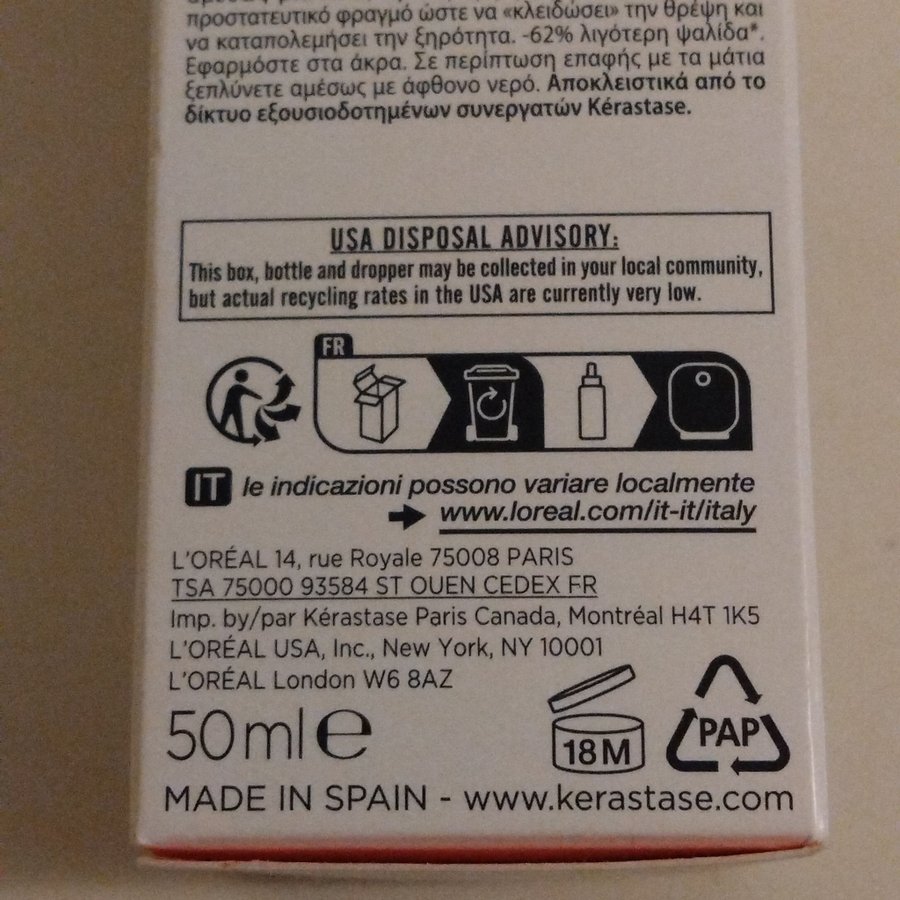 προστατευτικό φραγμό ώστε να «κλειδώσει» την θρέψη και
να καταπολεμήσει την ξηρότητα. -62% λιγότερη ψαλίδα*.
Εφαρμόστε στα άκρα. Σε περίπτωση επαφής με τα μάτια
ξεπλύνετε αμέσως με άφθονο νερό. Αποκλειστικά από το
δίκτυο εξουσιοδοτημένων συνεργατών Kérastase.
USA DISPOSAL ADVISORY:
This box, bottle and dropper may be collected in your local community,
but actual recycling rates in the USA are currently very low.
FR
IT le indicazioni possono variare localmente
www.loreal.com/it-it/italy
L'ORÉAL 14, rue Royale 75008 PARIS
TSA 75000 93584 ST OUEN CEDEX FR
Imp. by/par Kérastase Paris Canada, Montréal H4T 1K5
L'ORÉAL USA, Inc., New York, NY 10001
L'ORÉAL London W6 8AZ
50 ml e
18 M
PAP
MADE IN SPAIN - www.kerastase.com